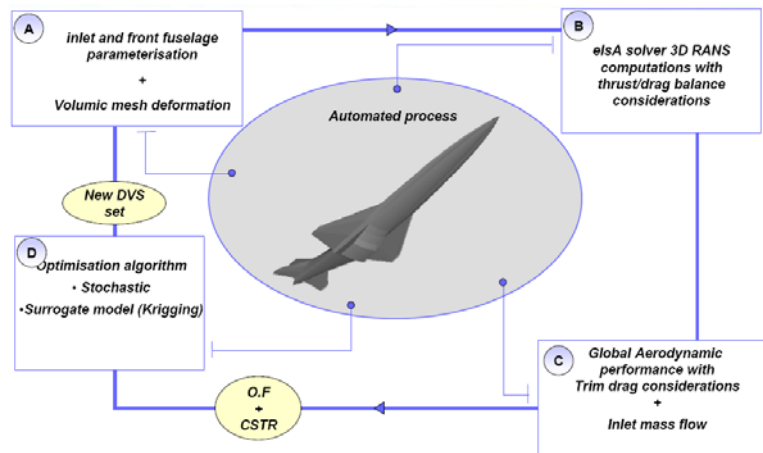 A
inlet and front fuselage
parameterisation
+
Volumic mesh deformation
B
elsA solver 3D RANS
computations with
thrust/drag balance
considerations
Automated process
New DVS
set
D
Optimisation algorithm
• Stochastic
•Surrogate model (Krigging)
O.F
+
CSTR
C
Global Aerodynamic
performance with
Trim drag considerations
+
Inlet mass flow